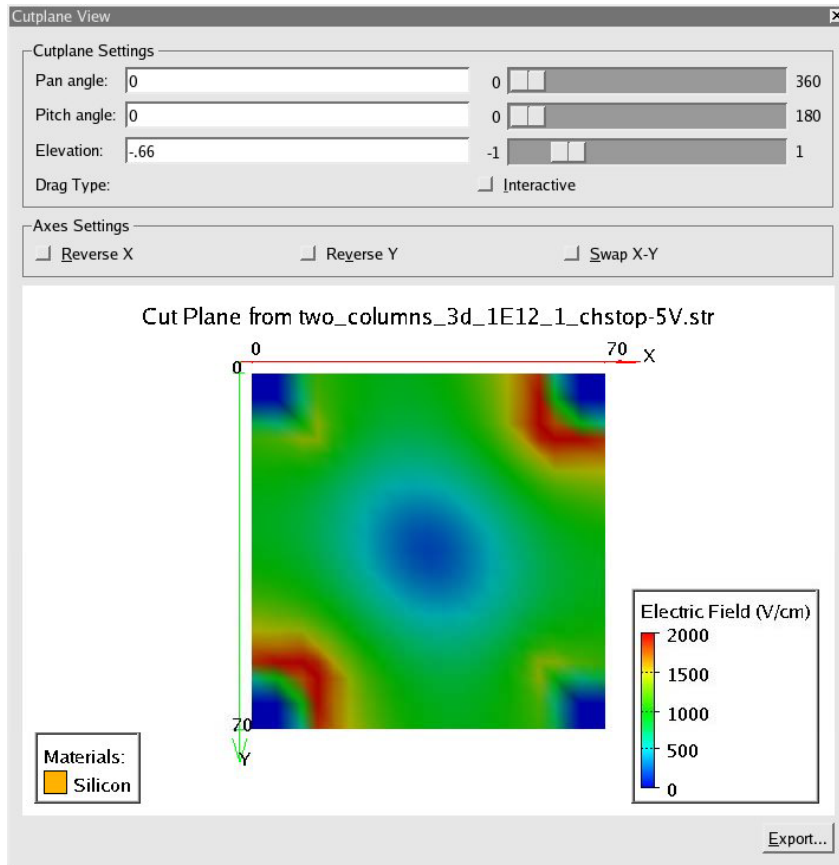 Cutplane View
Cutplane Settings
Pan angle: 0 0 360
Pitch angle: 0 0 180
Elevation: -.66 -1 1
Drag Type: Interactive
Axes Settings
Reverse X Reverse Y Swap X-Y
Cut Plane from two_columns_3d_1E12_1_chstop-5V.str
0 70 X
0
70
Y
Materials:
Silicon
Electric Field (V/cm)
2000
1500
1000
500
0
Export...